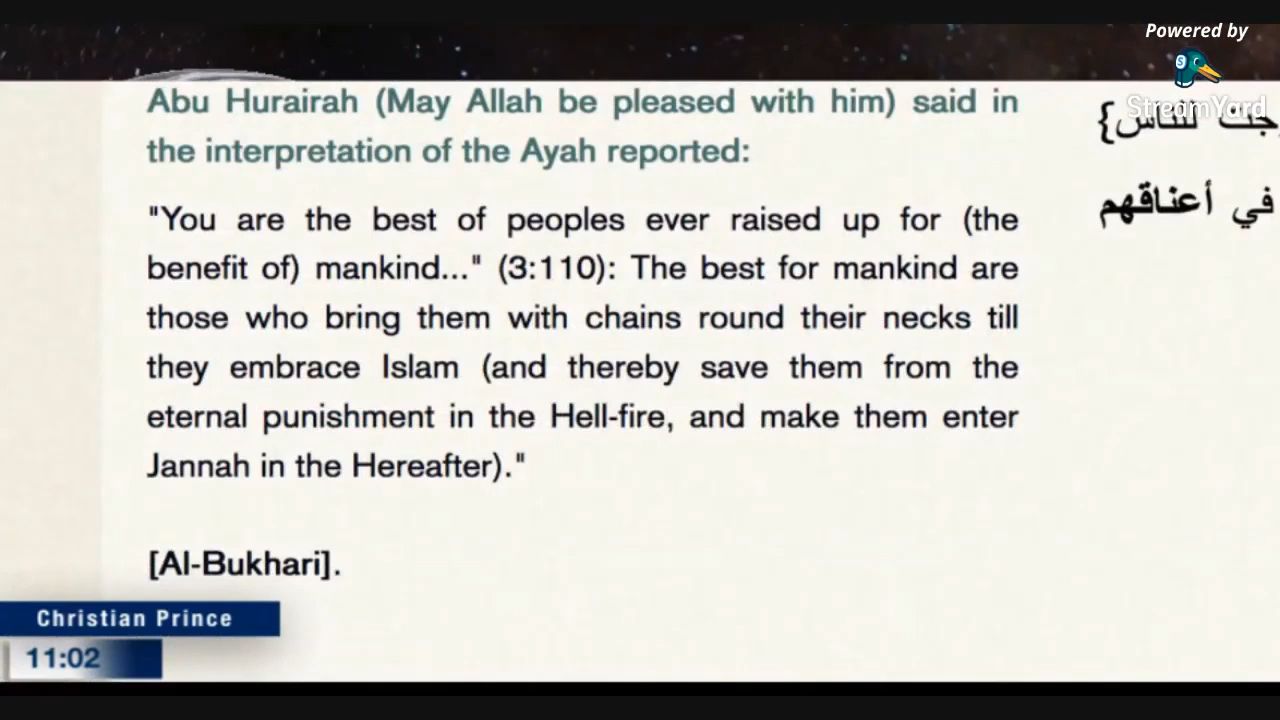 Powered by
StreamYard
Abu Hurairah (May Allah be pleased with him) said in
the interpretation of the Ayah reported:
"You are the best of peoples ever raised up for (the
benefit of) mankind..." (3:110): The best for mankind are
those who bring them with chains round their necks till
they embrace Islam (and thereby save them from the
eternal punishment in the Hell-fire, and make them enter
Jannah in the Hereafter)."
[Al-Bukhari].
في أعناقهم
Christian Prince
11:02